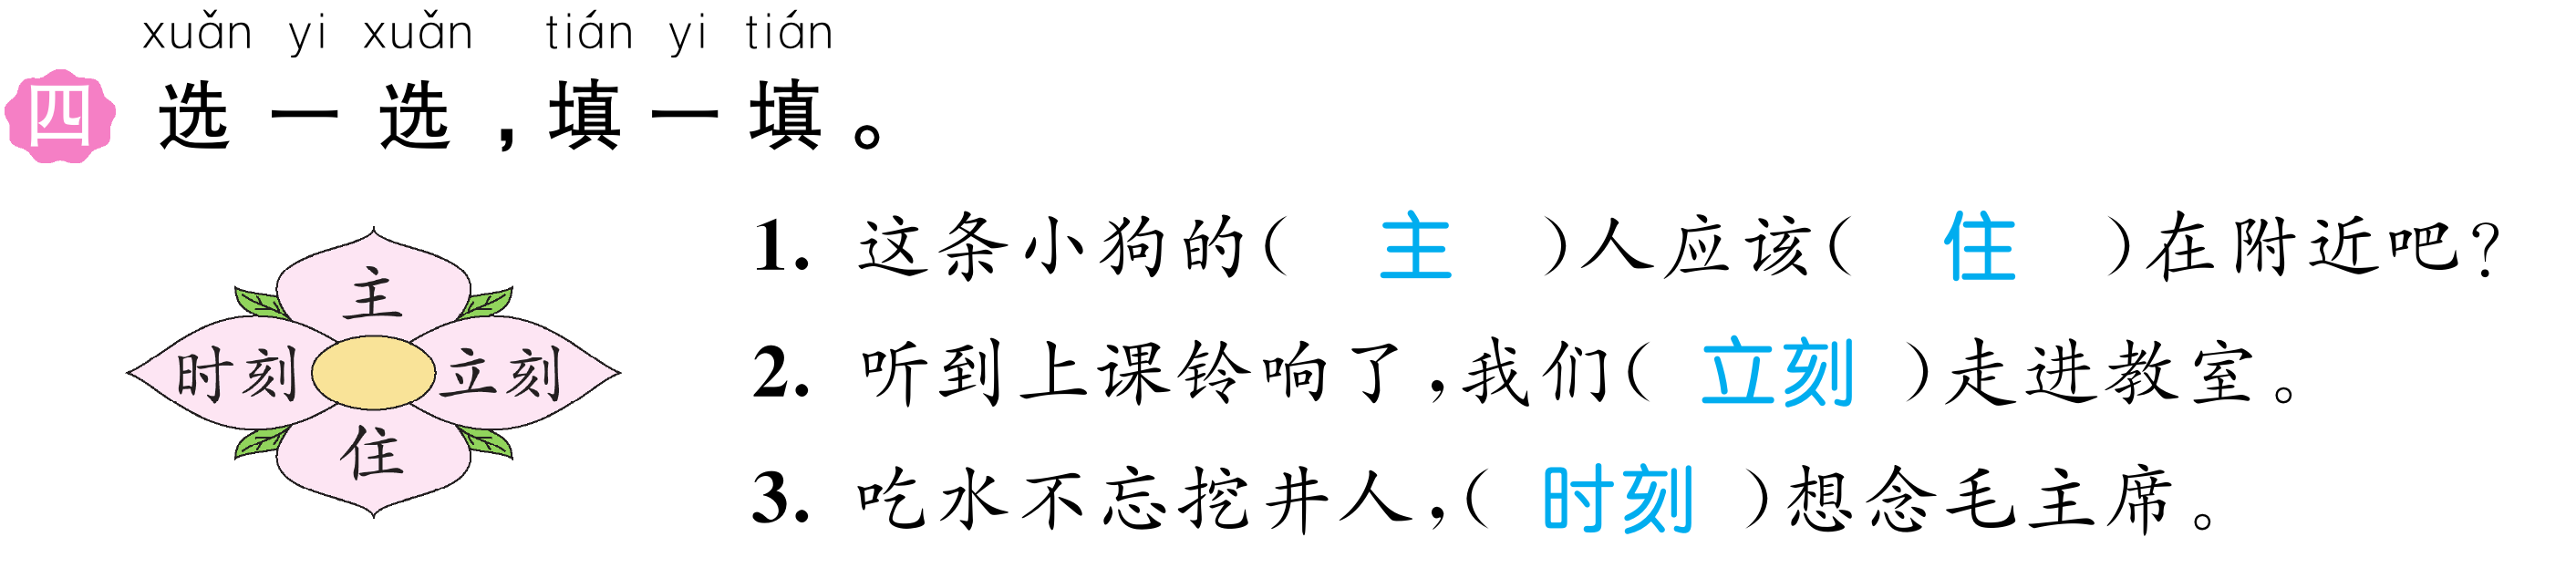 xuǎn yi xuǎn tián yi tián
四 选一选,填一填。
主
时刻 立刻
住
1. 这条小狗的( 主 )人应该( 住 )在附近吧?
2. 听到上课铃响了,我们( 立刻 )走进教室。
3. 吃水不忘挖井人,( 时刻 )想念毛主席。